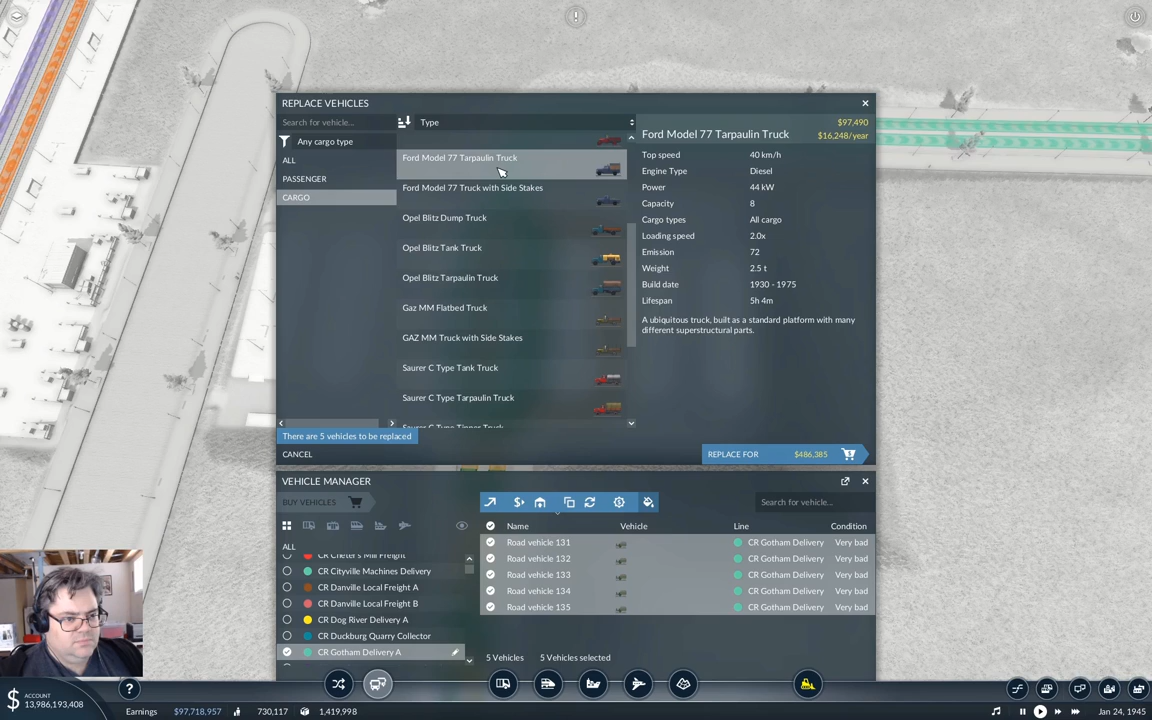 REPLACE VEHICLES
Search for vehicle...
Type
$97,490
Any cargo type
Ford Model 77 Tarpaulin Truck
$16,248/year
ALL
PASSENGER
CARGO
Ford Model 77 Tarpaulin Truck
Ford Model 77 Truck with Side Stakes
Opel Blitz Dump Truck
Opel Blitz Tank Truck
Opel Blitz Tarpaulin Truck
Gaz MM Flatbed Truck
GAZ MM Truck with Side Stakes
Saurer C Type Tank Truck
Saurer C Type Tarpaulin Truck
Saurer C Type Tipper Truck
Top speed 40 km/h
Engine Type Diesel
Power 44 kW
Capacity 8
Cargo types All cargo
Loading speed 2.0x
Emission 72
Weight 2.5 t
Build date 1930 - 1975
Lifespan 5h 4m
A ubiquitous truck, built as a standard platform with many
different superstructural parts.
There are 5 vehicles to be replaced
CANCEL
REPLACE FOR $486,385
VEHICLE MANAGER
BUY VEHICLES
Search for vehicle...
Name Vehicle Line Condition
ALL
CR Cheter's Mill Freight
CR Cityville Machines Delivery
CR Danville Local Freight A
CR Danville Local Freight B
CR Dog River Delivery A
CR Duckburg Quarry Collector
CR Gotham Delivery A
Road vehicle 131 CR Gotham Delivery Very bad
Road vehicle 132 CR Gotham Delivery Very bad
Road vehicle 133 CR Gotham Delivery Very bad
Road vehicle 134 CR Gotham Delivery Very bad
Road vehicle 135 CR Gotham Delivery Very bad
5 Vehicles 5 Vehicles selected
ACCOUNT
$ 13,986,193,408
?
Earnings $97,718,957 730,117 1,419,998
Jan 24, 1945